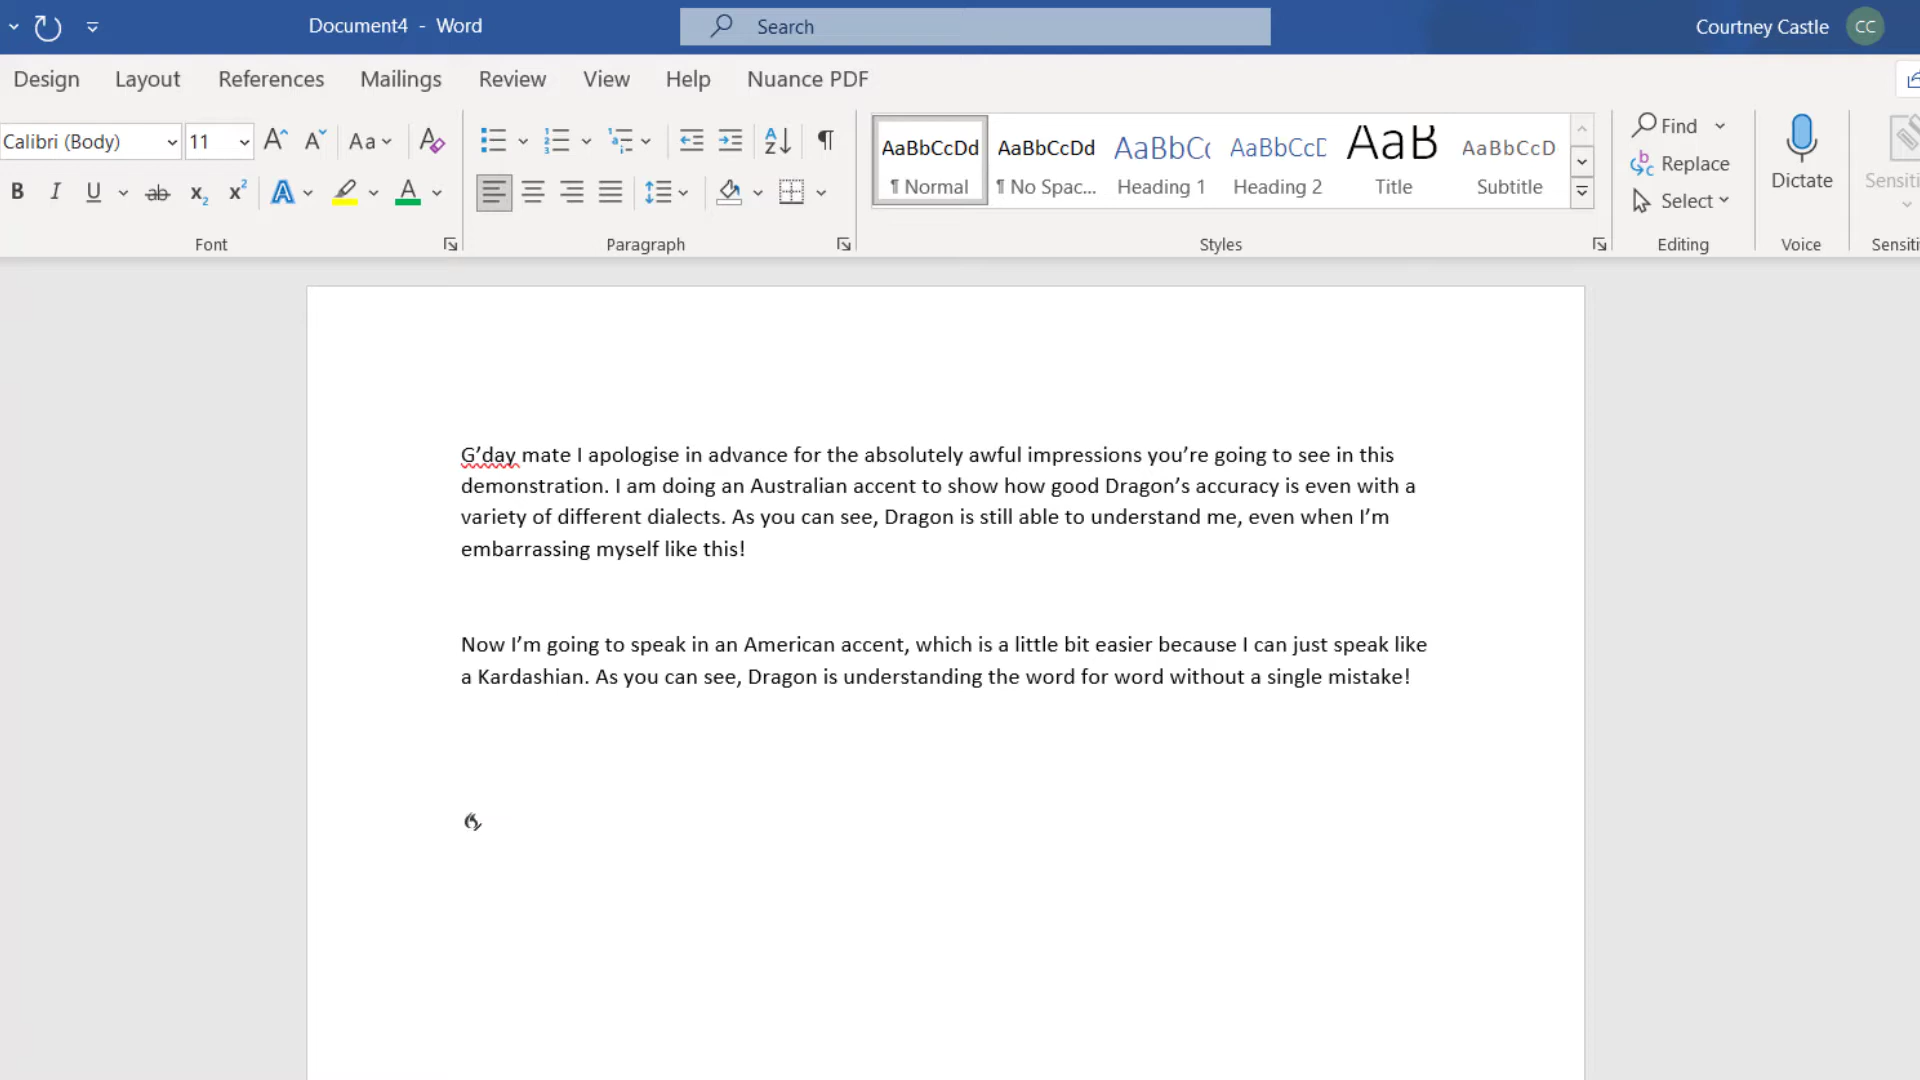 Document4 - Word
Search
Courtney Castle CC
Design Layout References Mailings Review View Help Nuance PDF
Calibri (Body) 11
Aa
AaBbCcDd AaBbCcDd AaBbCc AaBbCcD AaB AaBbCcD
¶ Normal ¶ No Spac... Heading 1 Heading 2 Title Subtitle
Find
Replace
Select
Dictate
Sensiti
Font Paragraph Styles Editing Voice Sensiti
G’day mate I apologise in advance for the absolutely awful impressions you’re going to see in this
demonstration. I am doing an Australian accent to show how good Dragon’s accuracy is even with a
variety of different dialects. As you can see, Dragon is still able to understand me, even when I’m
embarrassing myself like this!
Now I’m going to speak in an American accent, which is a little bit easier because I can just speak like
a Kardashian. As you can see, Dragon is understanding the word for word without a single mistake!